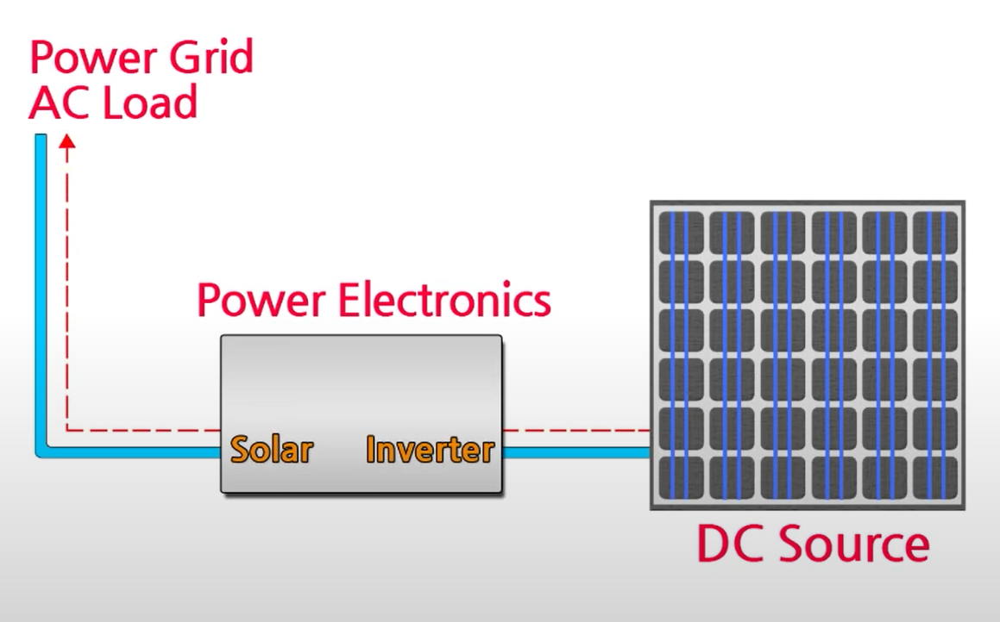 Power Grid
AC Load
Power Electronics
Solar Inverter
DC Source